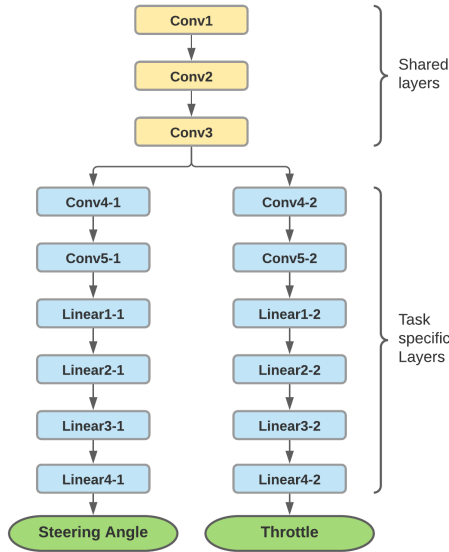 Conv1
Conv2
Conv3
Shared
layers
Conv4-1
Conv5-1
Linear1-1
Linear2-1
Linear3-1
Linear4-1
Steering Angle
Conv4-2
Conv5-2
Linear1-2
Linear2-2
Linear3-2
Linear4-2
Throttle
Task
specific
Layers